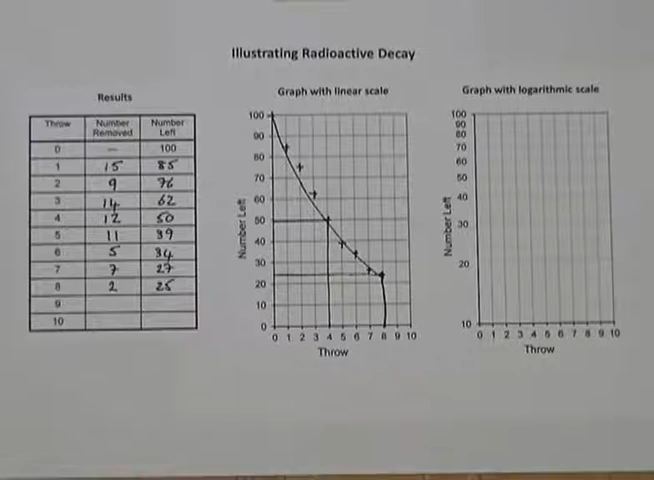 Illustrating Radioactive Decay
Results
Throw Number Removed Number Left
0 — 100
1 15 85
2 9 76
3 14 62
4 12 50
5 11 39
6 5 34
7 7 27
8 2 25
9
10
Graph with linear scale
Number Left
100
90
80
70
60
50
40
30
20
10
0
0 1 2 3 4 5 6 7 8 9 10
Throw
Graph with logarithmic scale
Number Left
100
90
80
70
60
50
40
30
20
10
0 1 2 3 4 5 6 7 8 9 10
Throw